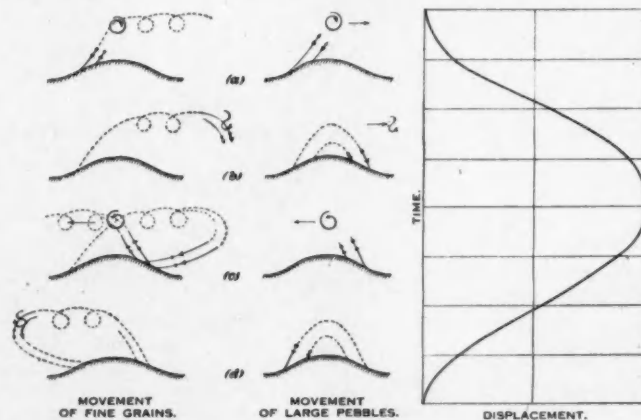 (a)
(b)
(c)
(d)
TIME.
MOVEMENT
OF FINE GRAINS.
MOVEMENT
OF LARGE PEBBLES.
DISPLACEMENT.